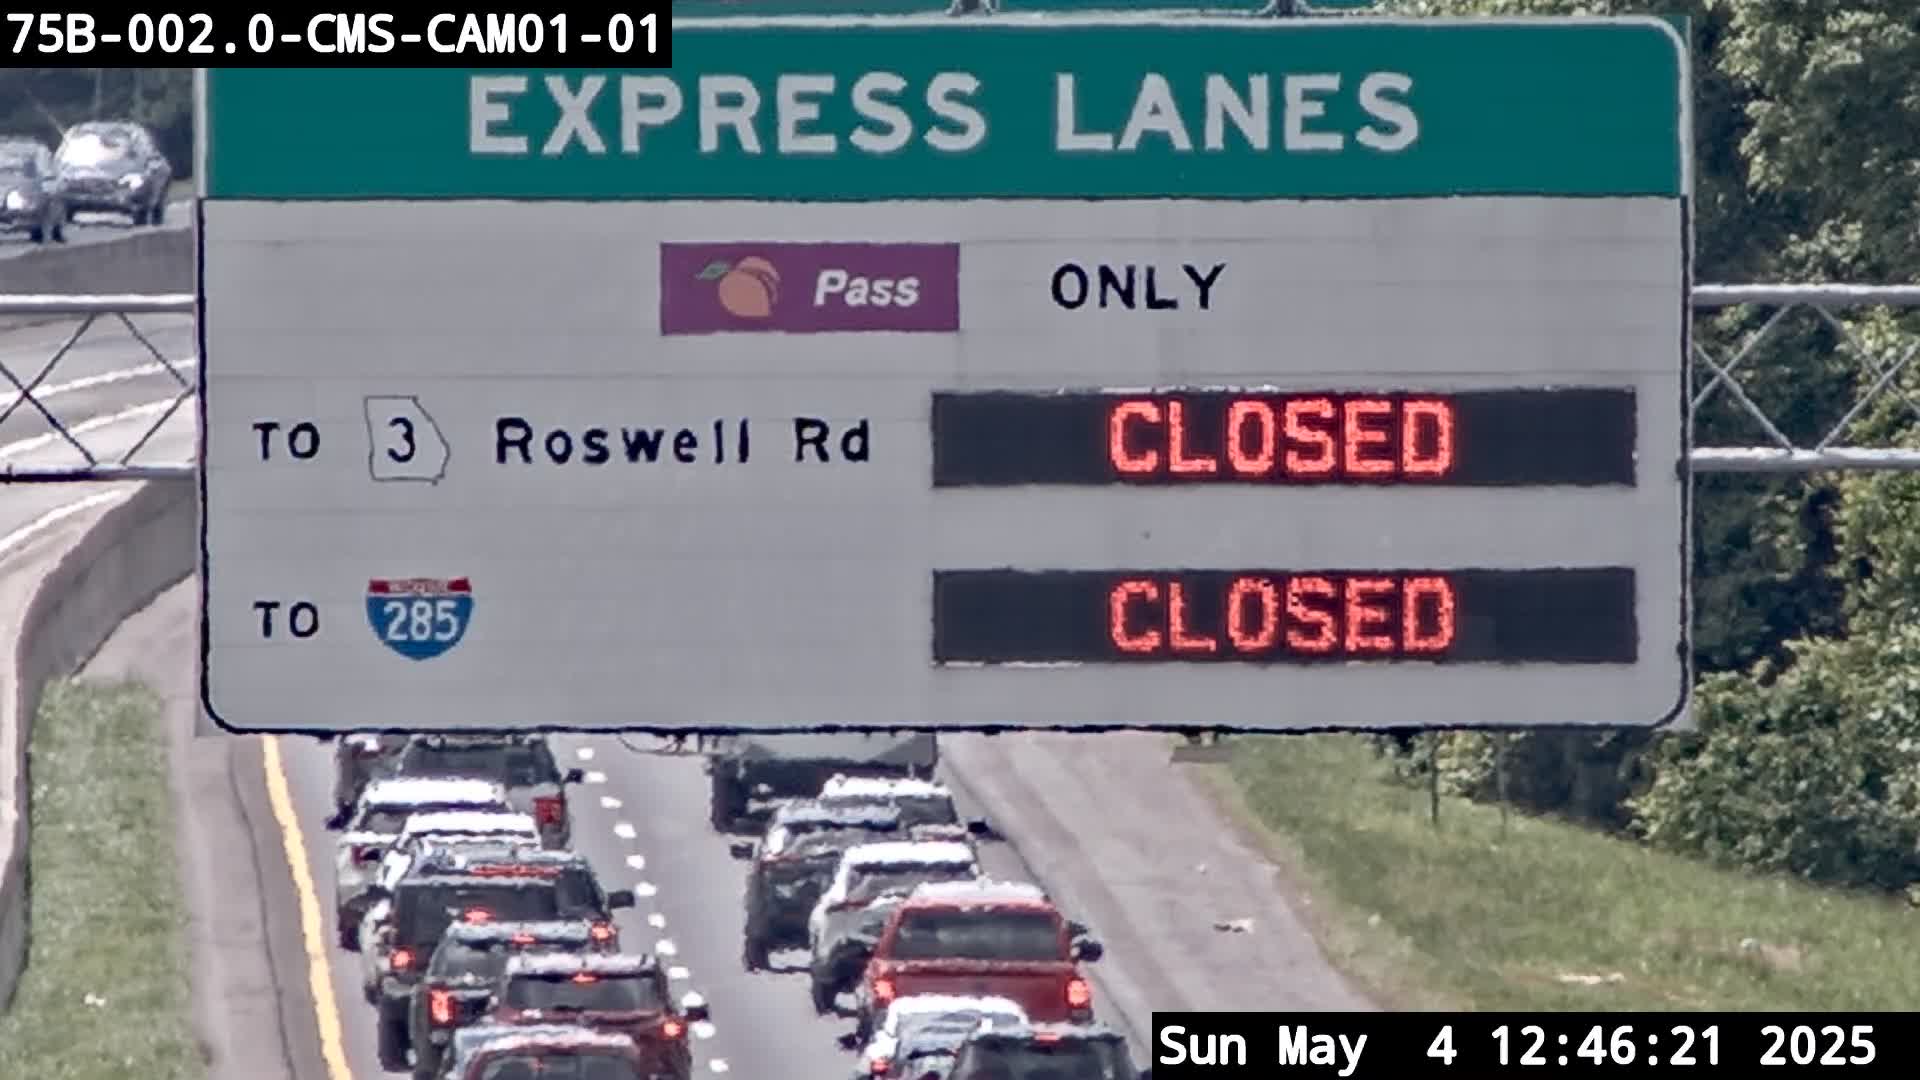 75B-002.0-CMS-CAM01-01
EXPRESS LANES
Pass ONLY
TO 3 Roswell Rd CLOSED
TO 285 CLOSED
Sun May 4 12:46:21 2025